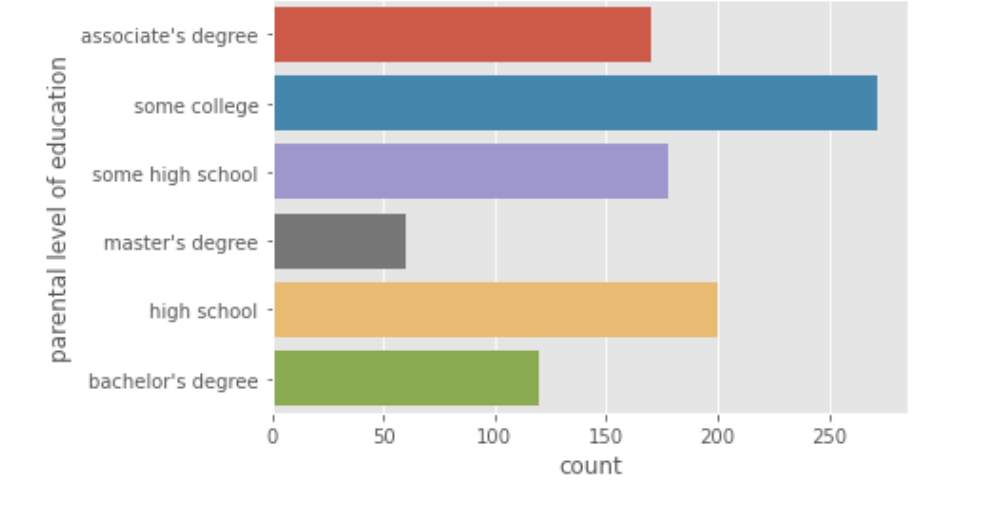 parental level of education
associate's degree
some college
some high school
master's degree
high school
bachelor's degree
0 50 100 150 200 250
count